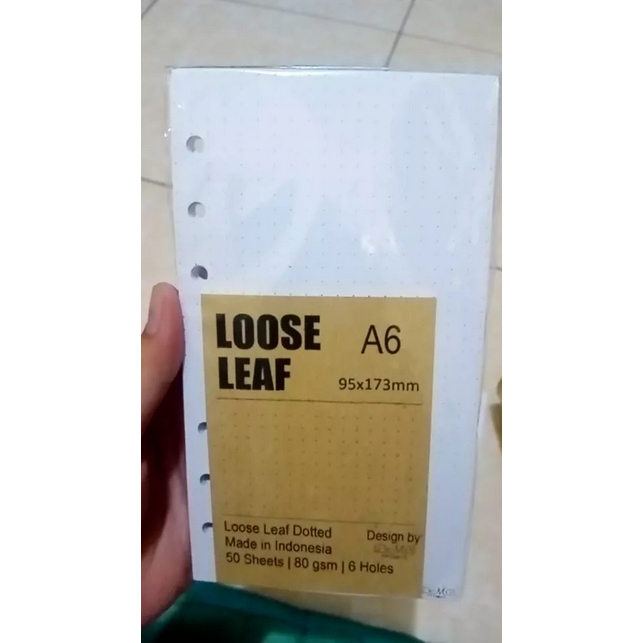 LOOSE
LEAF
A6
95x173mm
Loose Leaf Dotted
Made in Indonesia
50 Sheets | 80 gsm | 6 Holes
Design by